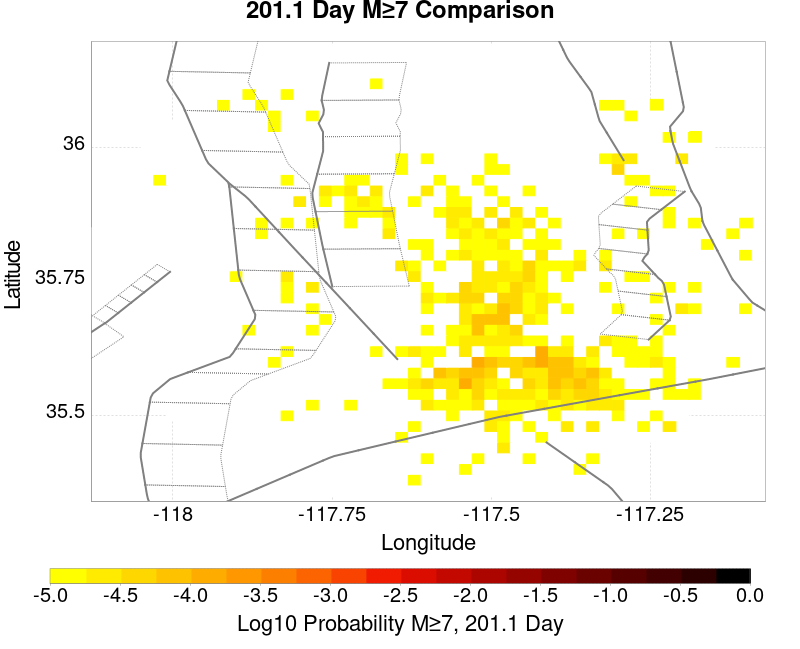 201.1 Day M≥7 Comparison
36
35.75
35.5
Latitude
-118 -117.75 -117.5 -117.25
Longitude
-5.0 -4.5 -4.0 -3.5 -3.0 -2.5 -2.0 -1.5 -1.0 -0.5 0.0
Log10 Probability M≥7, 201.1 Day